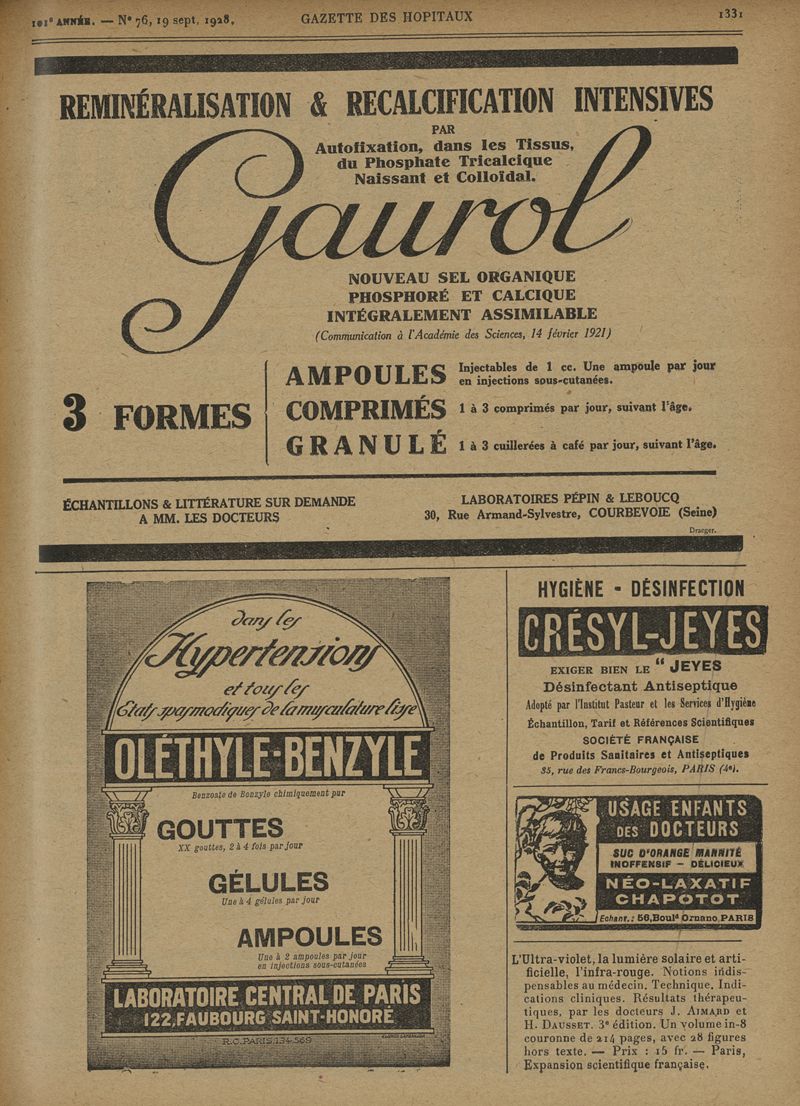 101e ANNÉE. — N° 76, 19 sept. 1928.
GAZETTE DES HOPITAUX
1331
REMINÉRALISATION & RECALCIFICATION INTENSIVES
PAR
Autofixation, dans les Tissus,
du Phosphate Tricalcique
Naissant et Colloïdal.
Gaurol
NOUVEAU SEL ORGANIQUE
PHOSPHORÉ ET CALCIQUE
INTÉGRALEMENT ASSIMILABLE
(Communication à l'Académie des Sciences, 14 février 1921)
3 FORMES
AMPOULES Injectables de 1 cc. Une ampoule par jour
en injections sous-cutanées.
COMPRIMÉS 1 à 3 comprimés par jour, suivant l'âge.
GRANULÉ 1 à 3 cuillerées à café par jour, suivant l'âge.
ÉCHANTILLONS & LITTÉRATURE SUR DEMANDE
A MM. LES DOCTEURS
LABORATOIRES PÉPIN & LEBOUCQ
30, Rue Armand-Sylvestre, COURBEVOIE (Seine)
Draeger.
dans les
Hypertensions
et tous les
États spasmodiques de la musculature lisse
OLÉTHYLE-BENZYLE
Benzoate de Benzyle chimiquement pur
GOUTTES
XX gouttes, 2 à 4 fois par jour
GÉLULES
Une à 4 gélules par jour
AMPOULES
Une à 2 ampoules par jour
en injections sous-cutanées
LABORATOIRE CENTRAL DE PARIS
122, FAUBOURG SAINT-HONORÉ
R.C. PARIS 134-569
HYGIÈNE - DÉSINFECTION
CRÉSYL-JEYES
EXIGER BIEN LE "JEYES
Désinfectant Antiseptique
Adopté par l'Institut Pasteur et les Services d'Hygiène
Échantillon, Tarif et Références Scientifiques
SOCIÉTÉ FRANÇAISE
de Produits Sanitaires et Antiseptiques
35, rue des Francs-Bourgeois, PARIS (4e).
USAGE ENFANTS
DES DOCTEURS
SUC D'ORANGE MANNITÉ
INOFFENSIF - DÉLICIEUX
NÉO-LAXATIF
CHAPOTOT
Echant.: 56, Boul.d Ornano, PARIS
L'Ultra-violet, la lumière solaire et arti-
ficielle, l'infra-rouge. Notions indis-
pensables au médecin. Technique. Indi-
cations cliniques. Résultats thérapeu-
tiques, par les docteurs J. AIMARD et
H. DAUSSET. 3e édition. Un volume in-8
couronne de 214 pages, avec 28 figures
hors texte. — Prix : 15 fr. — Paris,
Expansion scientifique française.